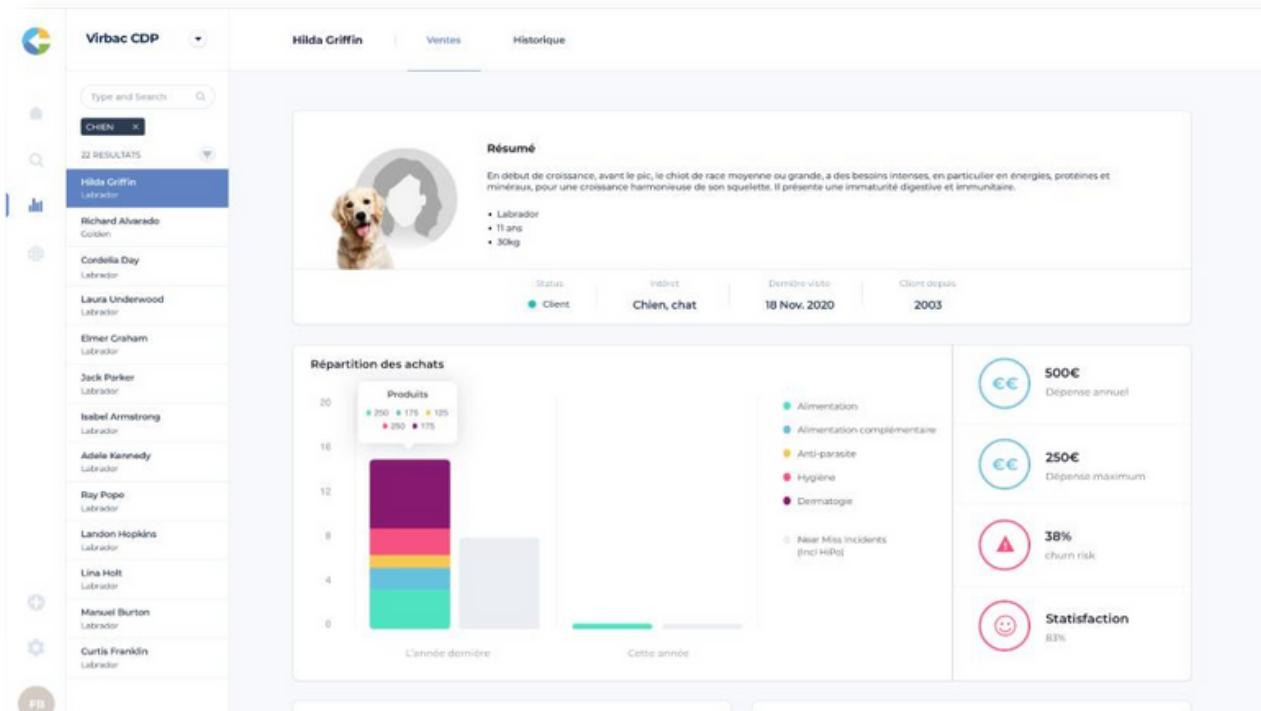 Virbac CDP
Hilda Griffin
Ventes
Historique
Type and Search
CHIEN ×
22 RESULTATS
Hilda Griffin
Labrador
Richard Alvarado
Golden
Cordelia Day
Labrador
Laura Underwood
Labrador
Elmer Graham
Labrador
Jack Parker
Labrador
Isabel Armstrong
Labrador
Adele Kennedy
Labrador
Ray Pope
Labrador
Landon Hopkins
Labrador
Lina Holt
Labrador
Manuel Burton
Labrador
Curtis Franklin
Labrador
FB
Résumé
En début de croissance, avant le pic, le chiot de race moyenne ou grande, a des besoins intenses, en particulier en énergies, protéines et
minéraux, pour une croissance harmonieuse de son squelette. Il présente une immaturité digestive et immunitaire.
• Labrador
• 11 ans
• 30kg
Status
Client
Intéret
Chien, chat
Dernière visite
18 Nov. 2020
Client depuis
2003
Répartition des achats
Produits
250 175 125
250 175
20
16
12
8
4
0
L'année dernière
Cette année
Alimentation
Alimentation complémentaire
Anti-parasite
Hygiène
Dermatogie
Near Miss Incidents
(Incl HiPo)
€€
500€
Dépense annuel
€€
250€
Dépense maximum
38%
churn risk
Statisfaction
83%